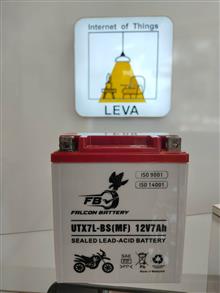 Internet of Things
LEVA
ISO 9001
ISO 14001
FB
FALCON BATTERY
UTX7L-BS(MF) 12V7Ah
SEALED LEAD-ACID BATTERY